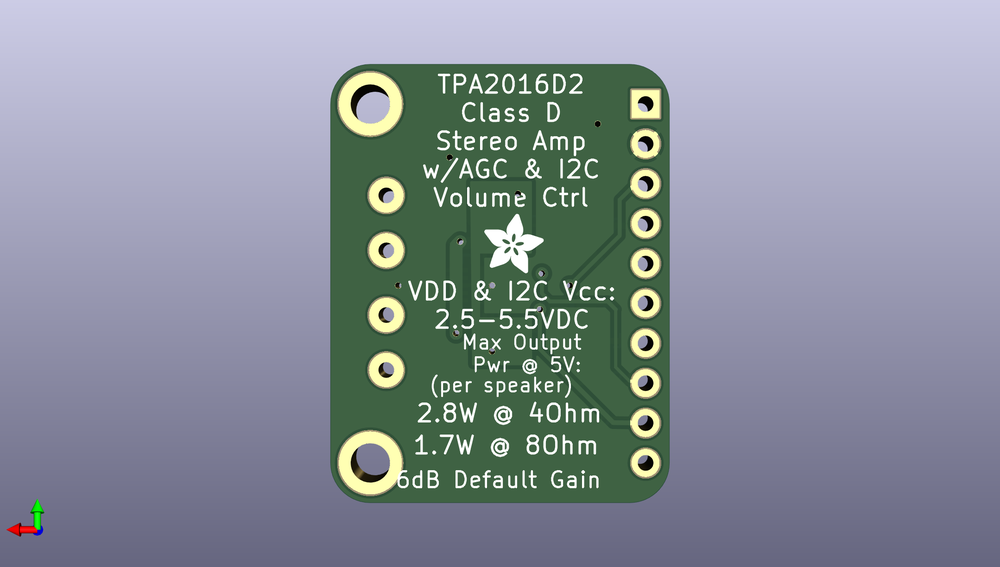 TPA2016D2
Class D
Stereo Amp
w/AGC & I2C
Volume Ctrl
VDD & I2C Vcc:
2.5-5.5VDC
Max Output
Pwr @ 5V:
(per speaker)
2.8W @ 4Ohm
1.7W @ 8Ohm
6dB Default Gain